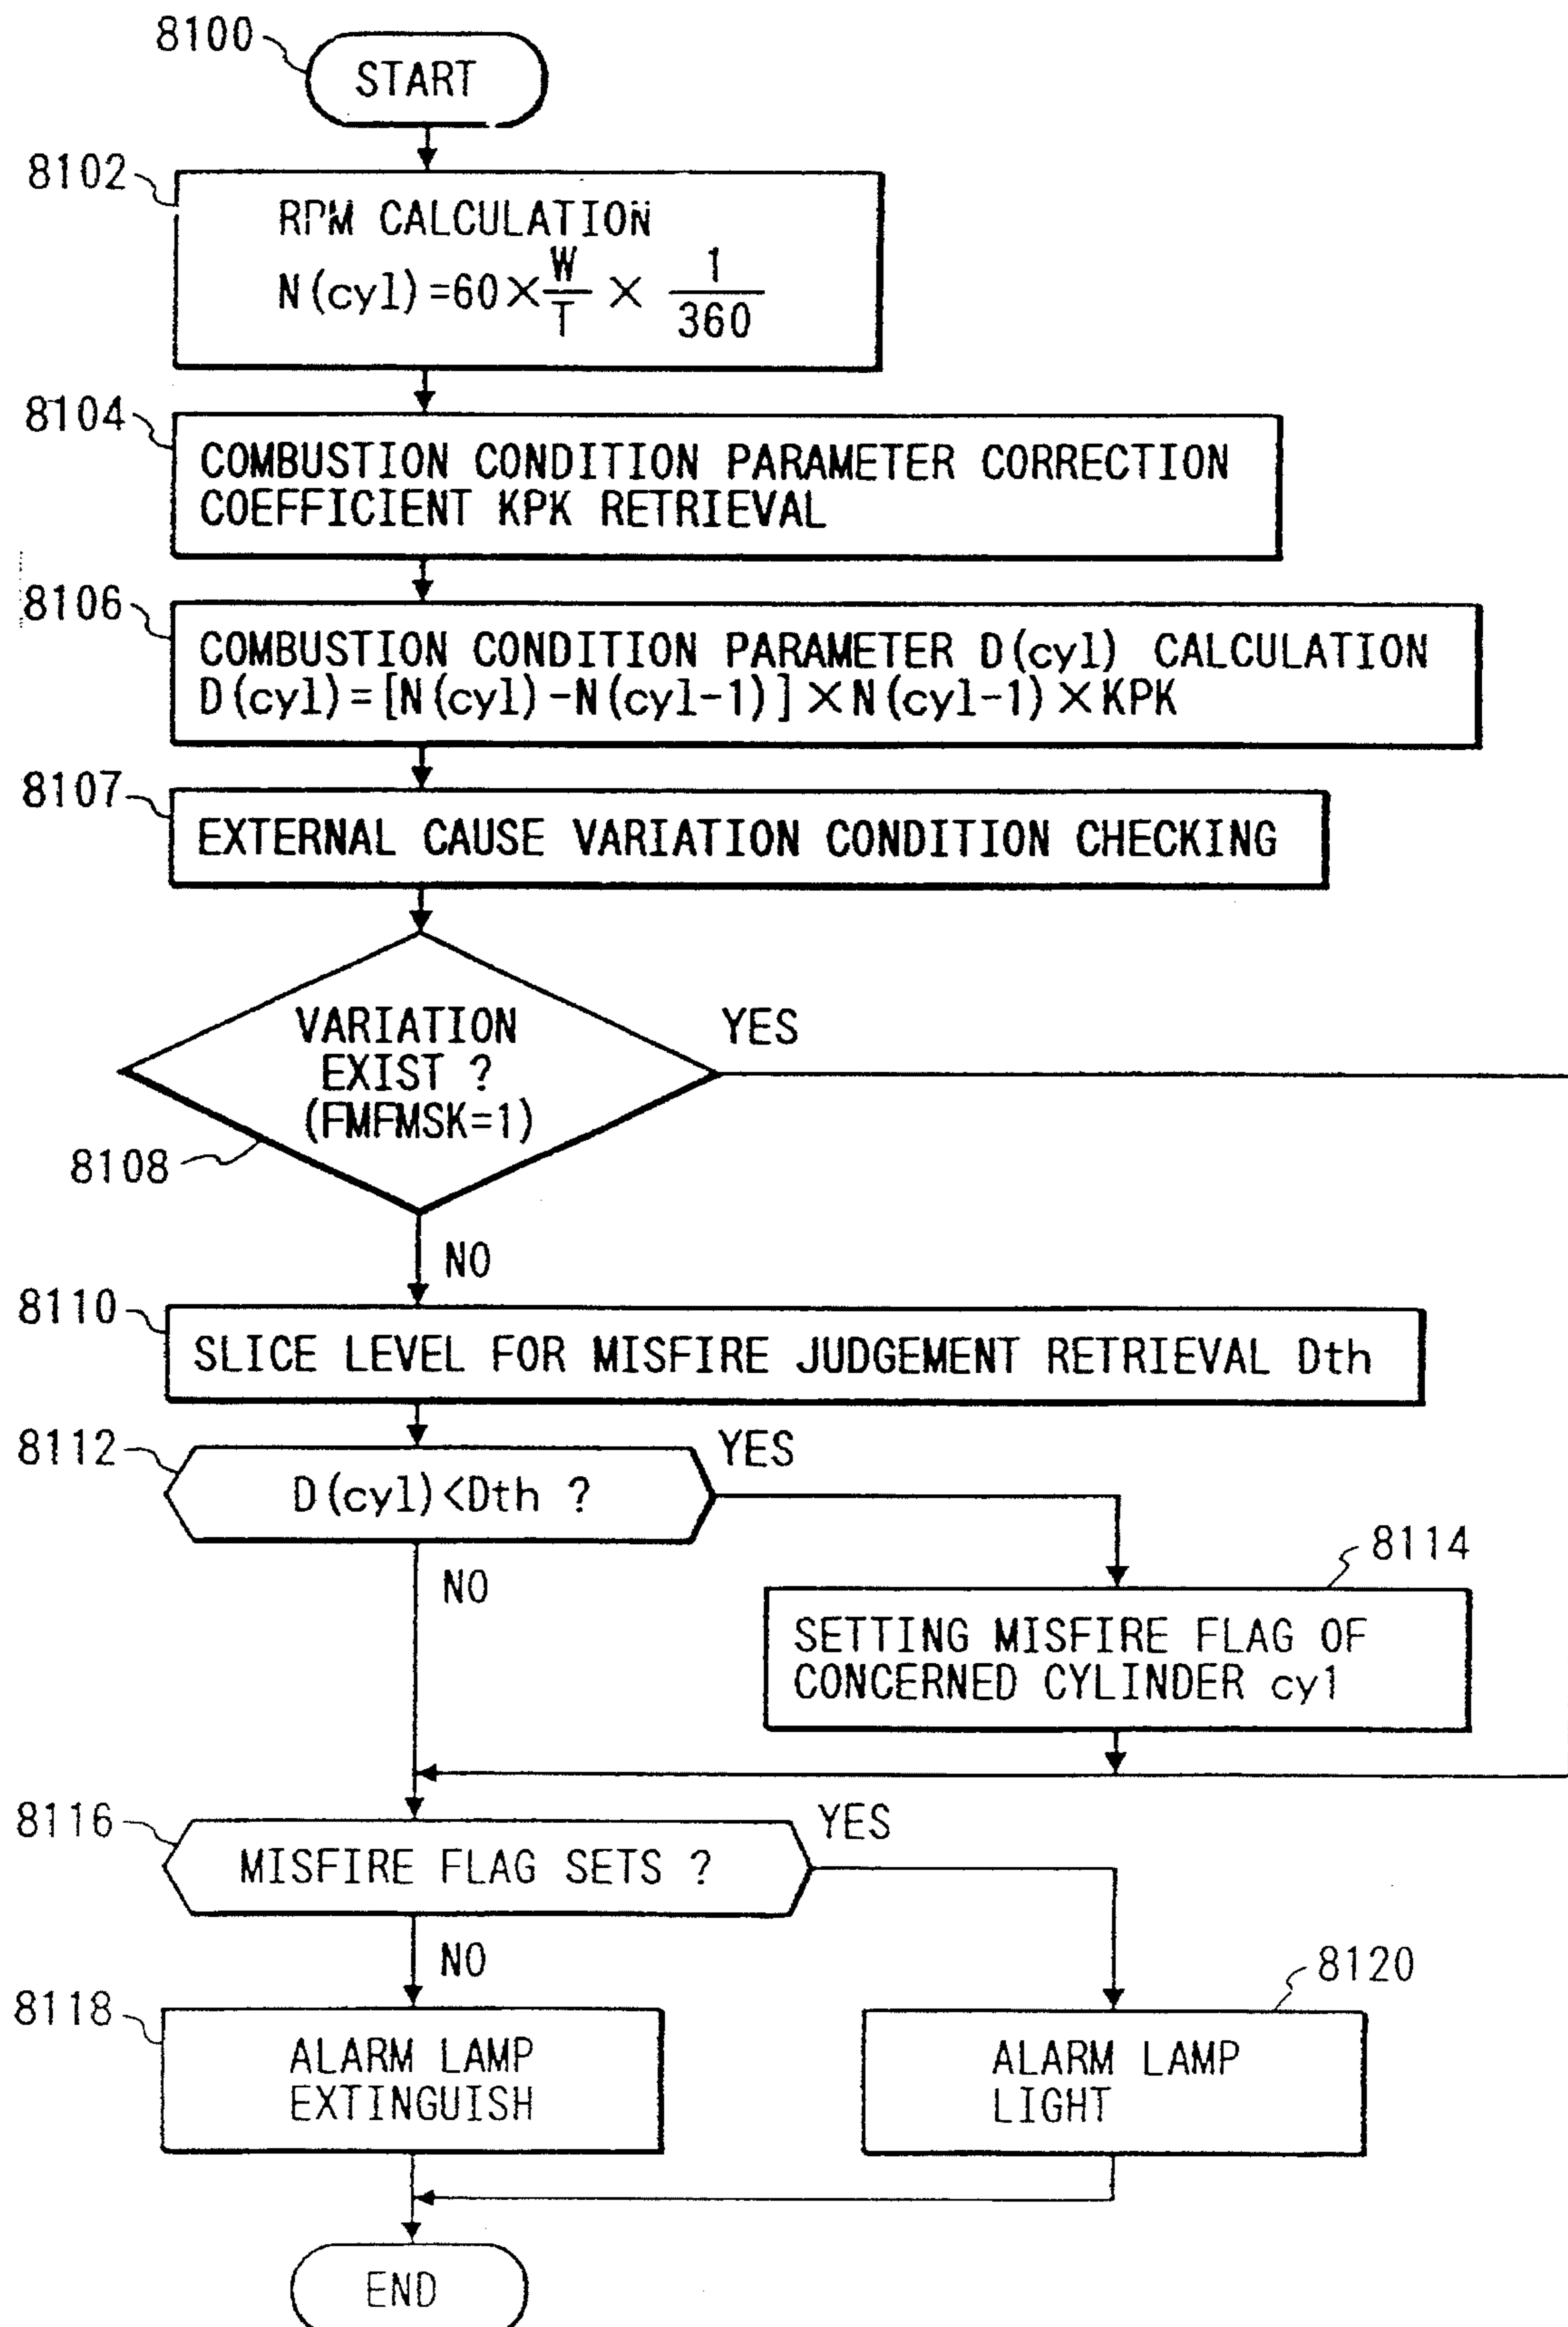 8100
START
8102
RPM CALCULATION
N(cyl)=60×W/T×1/360
8104
COMBUSTION CONDITION PARAMETER CORRECTION
COEFFICIENT KPK RETRIEVAL
8106
COMBUSTION CONDITION PARAMETER D(cyl) CALCULATION
D(cyl)=[N(cyl)-N(cyl-1)]×N(cyl-1)×KPK
8107
EXTERNAL CAUSE VARIATION CONDITION CHECKING
VARIATION
EXIST ?
(FMFMSK=1)
YES
8108
NO
8110
SLICE LEVEL FOR MISFIRE JUDGEMENT RETRIEVAL Dth
8112
D(cyl)<Dth ?
YES
NO
8114
SETTING MISFIRE FLAG OF
CONCERNED CYLINDER cyl
8116
MISFIRE FLAG SETS ?
YES
NO
8118
ALARM LAMP
EXTINGUISH
8120
ALARM LAMP
LIGHT
END